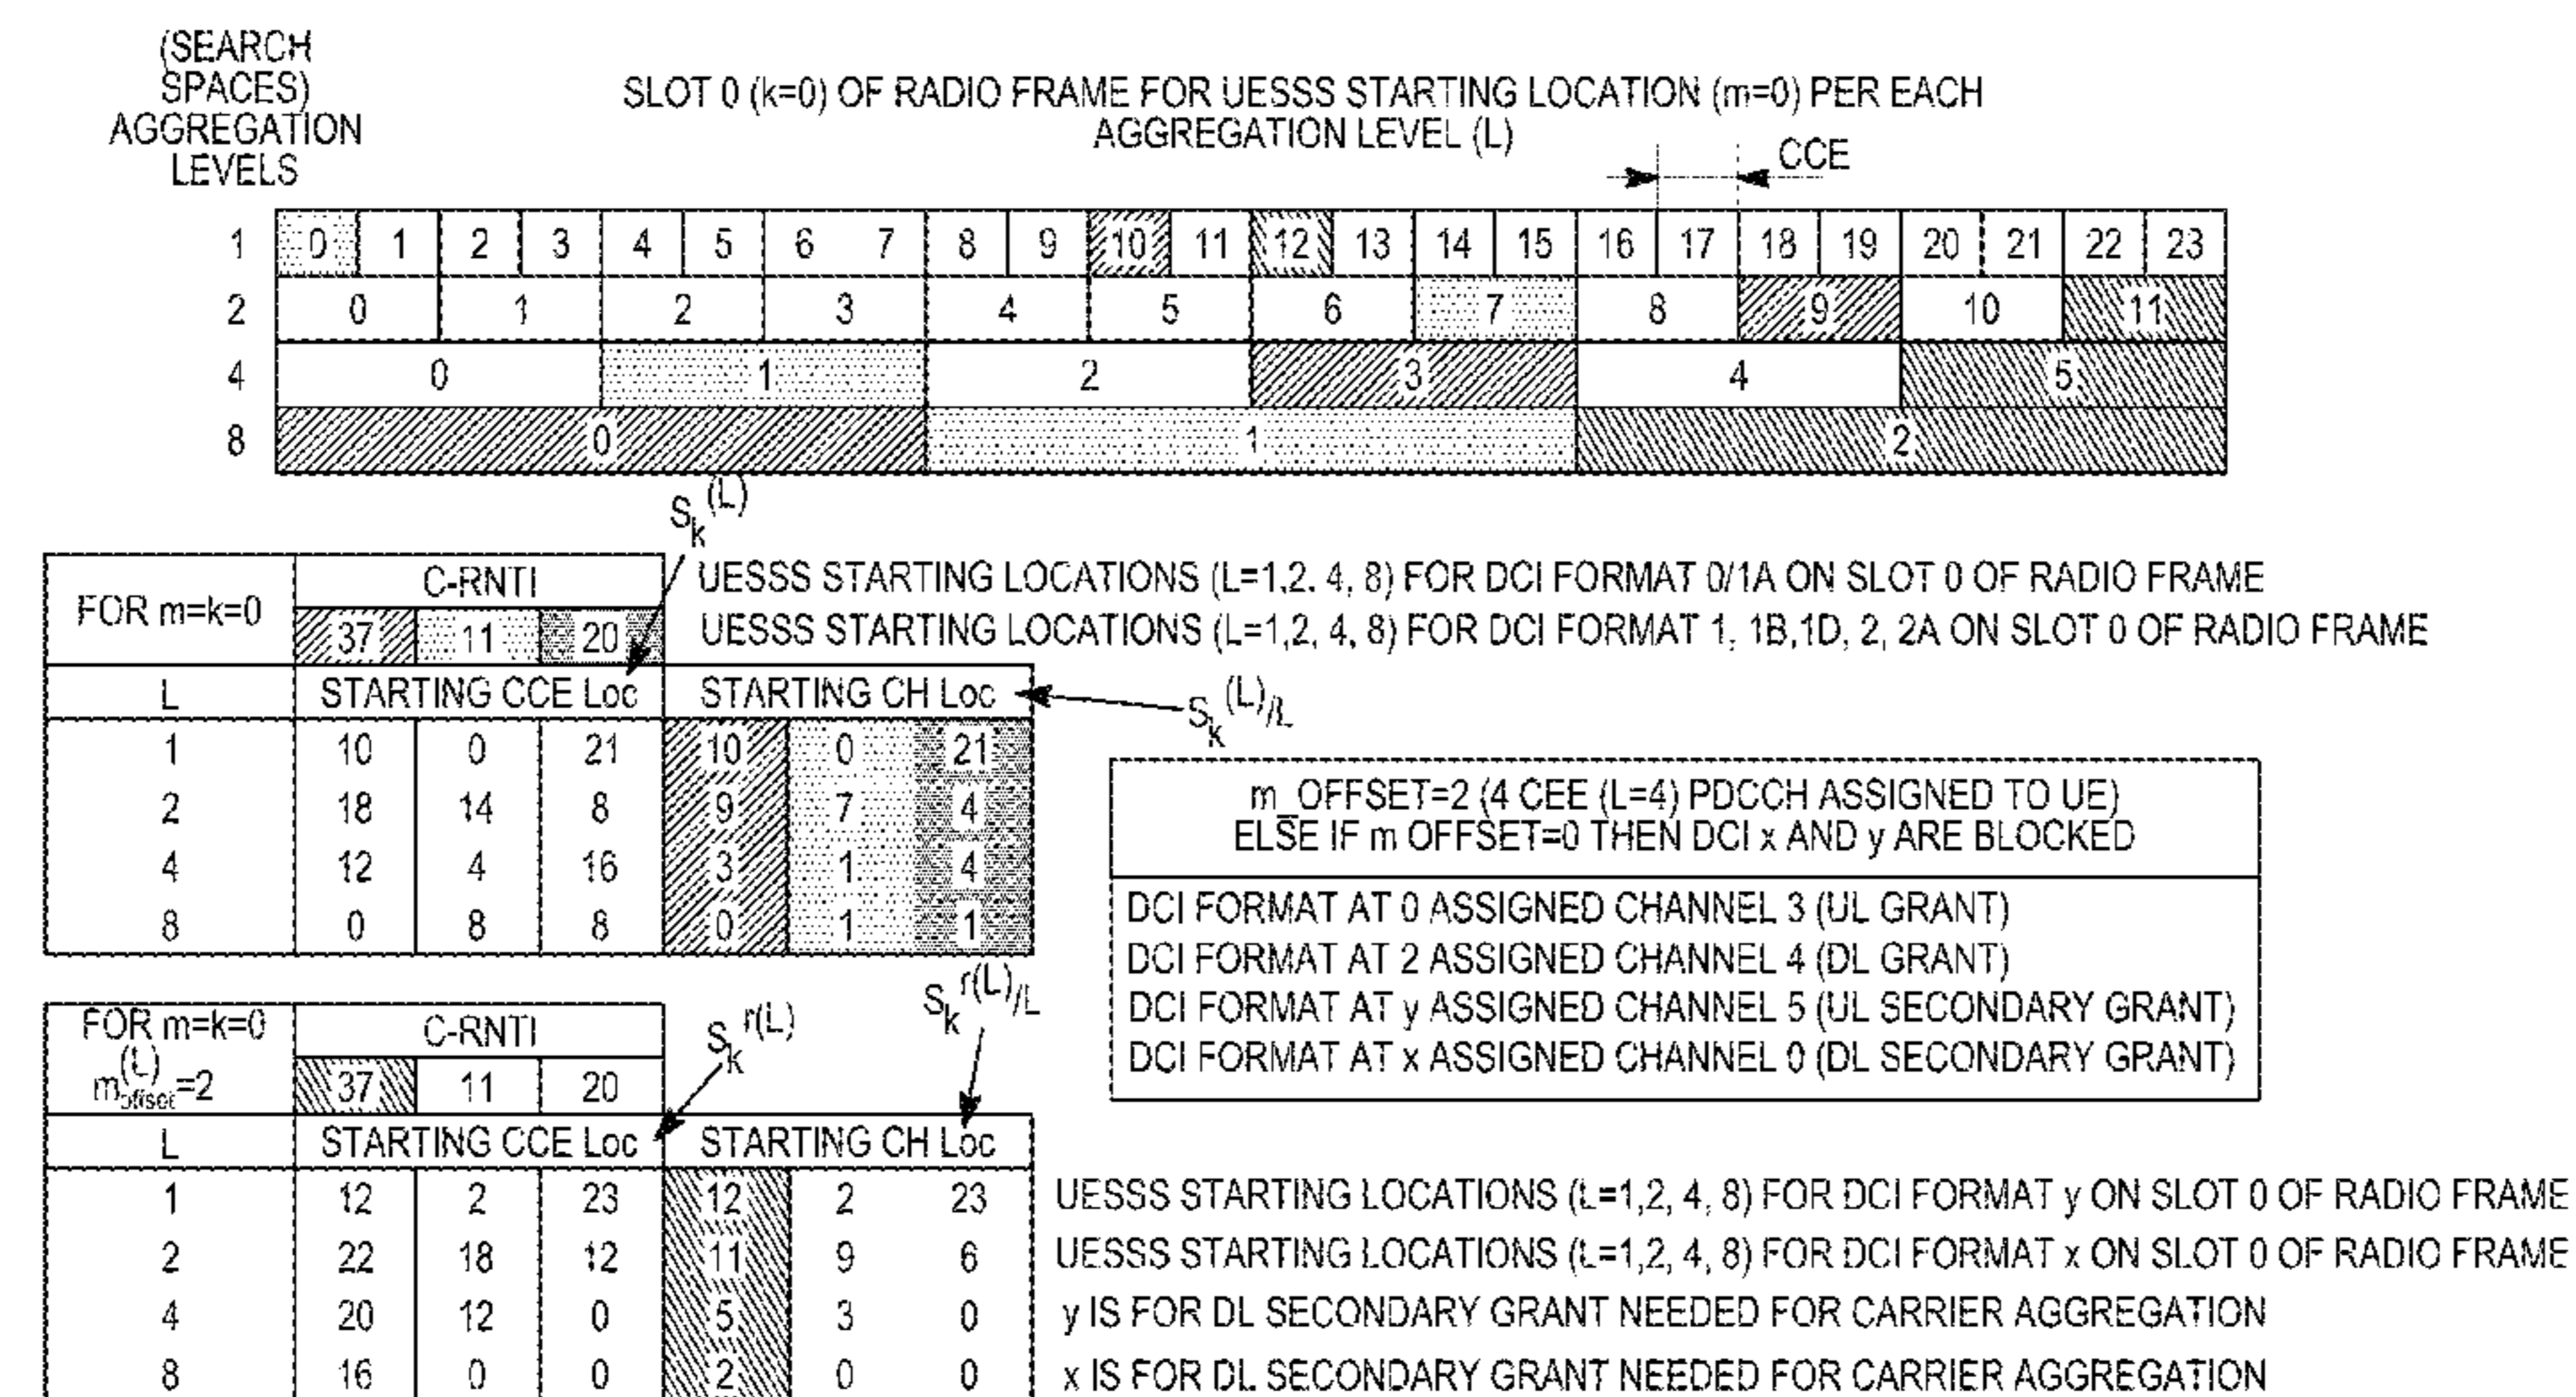 (SEARCH
SPACES)
AGGREGATION
LEVELS
SLOT 0 (k=0) OF RADIO FRAME FOR UESSS STARTING LOCATION (m=0) PER EACH
AGGREGATION LEVEL (L)
CCE
1 0 1 2 3 4 5 6 7 8 9 10 11 12 13 14 15 16 17 18 19 20 21 22 23
2 0 1 2 3 4 5 6 7 8 9 10 11
4 0 1 2 3 4 5
8 0 1 2
S_k^(L)
FOR m=k=0 C-RNTI
37 11 20
UESSS STARTING LOCATIONS (L=1,2, 4, 8) FOR DCI FORMAT 0/1A ON SLOT 0 OF RADIO FRAME
UESSS STARTING LOCATIONS (L=1,2, 4, 8) FOR DCI FORMAT 1, 1B,1D, 2, 2A ON SLOT 0 OF RADIO FRAME
L STARTING CCE Loc STARTING CH Loc
S_k^(L)/L
1 10 0 21 10 0 21
2 18 14 8 9 7 4
4 12 4 16 3 1 4
8 0 8 8 0 1 1
m_OFFSET=2 (4 CEE (L=4) PDCCH ASSIGNED TO UE)
ELSE IF m OFFSET=0 THEN DCI x AND y ARE BLOCKED
DCI FORMAT AT 0 ASSIGNED CHANNEL 3 (UL GRANT)
DCI FORMAT AT 2 ASSIGNED CHANNEL 4 (DL GRANT)
DCI FORMAT AT y ASSIGNED CHANNEL 5 (UL SECONDARY GRANT)
DCI FORMAT AT x ASSIGNED CHANNEL 0 (DL SECONDARY GRANT)
FOR m=k=0
m_offset^(L)=2
C-RNTI
37 11 20
S_k^r(L)
S_k^r(L)/L
L STARTING CCE Loc STARTING CH Loc
1 12 2 23 12 2 23
2 22 18 12 11 9 6
4 20 12 0 5 3 0
8 16 0 0 2 0 0
UESSS STARTING LOCATIONS (L=1,2, 4, 8) FOR DCI FORMAT y ON SLOT 0 OF RADIO FRAME
UESSS STARTING LOCATIONS (L=1,2, 4, 8) FOR DCI FORMAT x ON SLOT 0 OF RADIO FRAME
y IS FOR DL SECONDARY GRANT NEEDED FOR CARRIER AGGREGATION
x IS FOR DL SECONDARY GRANT NEEDED FOR CARRIER AGGREGATION